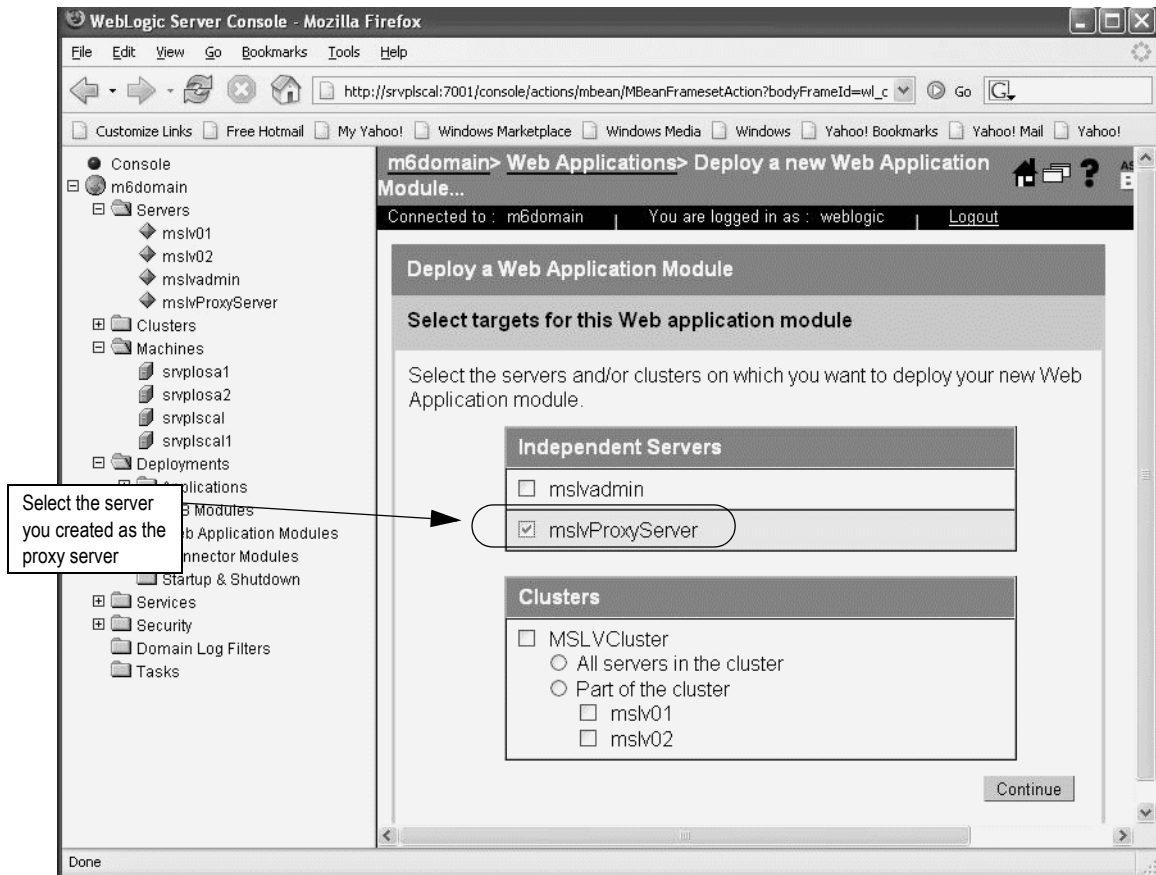 WebLogic Server Console - Mozilla Firefox
File Edit View Go Bookmarks Tools Help
http://srvplscal:7001/console/actions/mbean/MBeanFramesetAction?bodyFrameId=wl_c Go G
Customize Links Free Hotmail My Yahoo! Windows Marketplace Windows Media Windows Yahoo! Bookmarks Yahoo! Mail Yahoo!
Console
m6domain
Servers
mslv01
mslv02
mslvadmin
mslvProxyServer
Clusters
Machines
srvplosa1
srvplosa2
srvplscal
srvplscal1
Deployments
Modules
Application Modules
Modules
Startup & Shutdown
Services
Security
Domain Log Filters
Tasks
Select the server
you created as the
proxy server
m6domain> Web Applications> Deploy a new Web Application
Module...
Connected to : m6domain You are logged in as : weblogic Logout
Deploy a Web Application Module
Select targets for this Web application module
Select the servers and/or clusters on which you want to deploy your new Web
Application module.
Independent Servers
mslvadmin
mslvProxyServer
Clusters
MSLVCluster
All servers in the cluster
Part of the cluster
mslv01
mslv02
Continue
Done